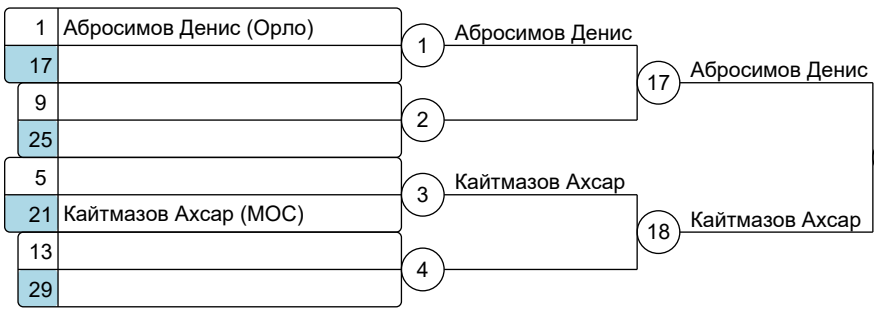 1 Абросимов Денис (Орло)
17
1 Абросимов Денис
9
25
2
17 Абросимов Денис
5
21 Кайтмазов Ахсар (МОС)
3 Кайтмазов Ахсар
13
29
4
18 Кайтмазов Ахсар